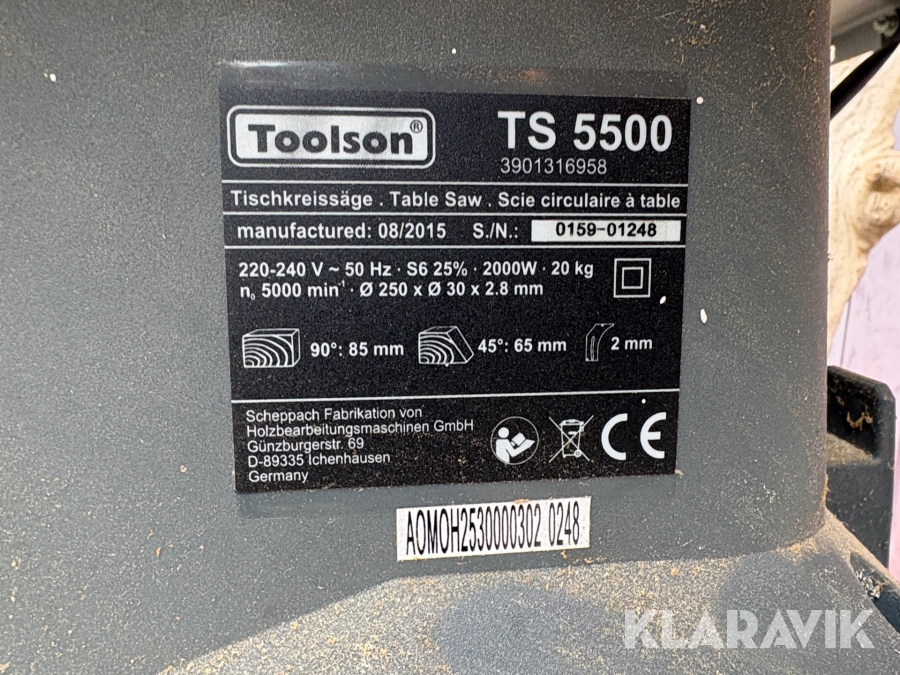 Toolson®
TS 5500
3901316958
Tischkreissäge . Table Saw . Scie circulaire à table
manufactured: 08/2015 S./N.: 0159-01248
220-240 V ~ 50 Hz · S6 25% · 2000W · 20 kg
n₀ 5000 min⁻¹ · Ø 250 x Ø 30 x 2.8 mm
90°: 85 mm 45°: 65 mm 2 mm
Scheppach Fabrikation von
Holzbearbeitungsmaschinen GmbH
Günzburgerstr. 69
D-89335 Ichenhausen
Germany
CE
AOMOH2530000302 0248
KLARAVIK